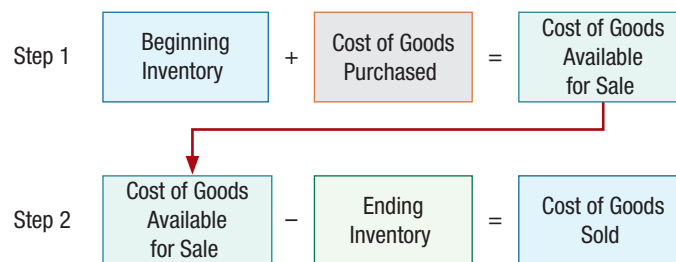 Step 1
Beginning
Inventory
+
Cost of Goods
Purchased
=
Cost of Goods
Available
for Sale
Step 2
Cost of Goods
Available
for Sale
–
Ending
Inventory
=
Cost of Goods
Sold